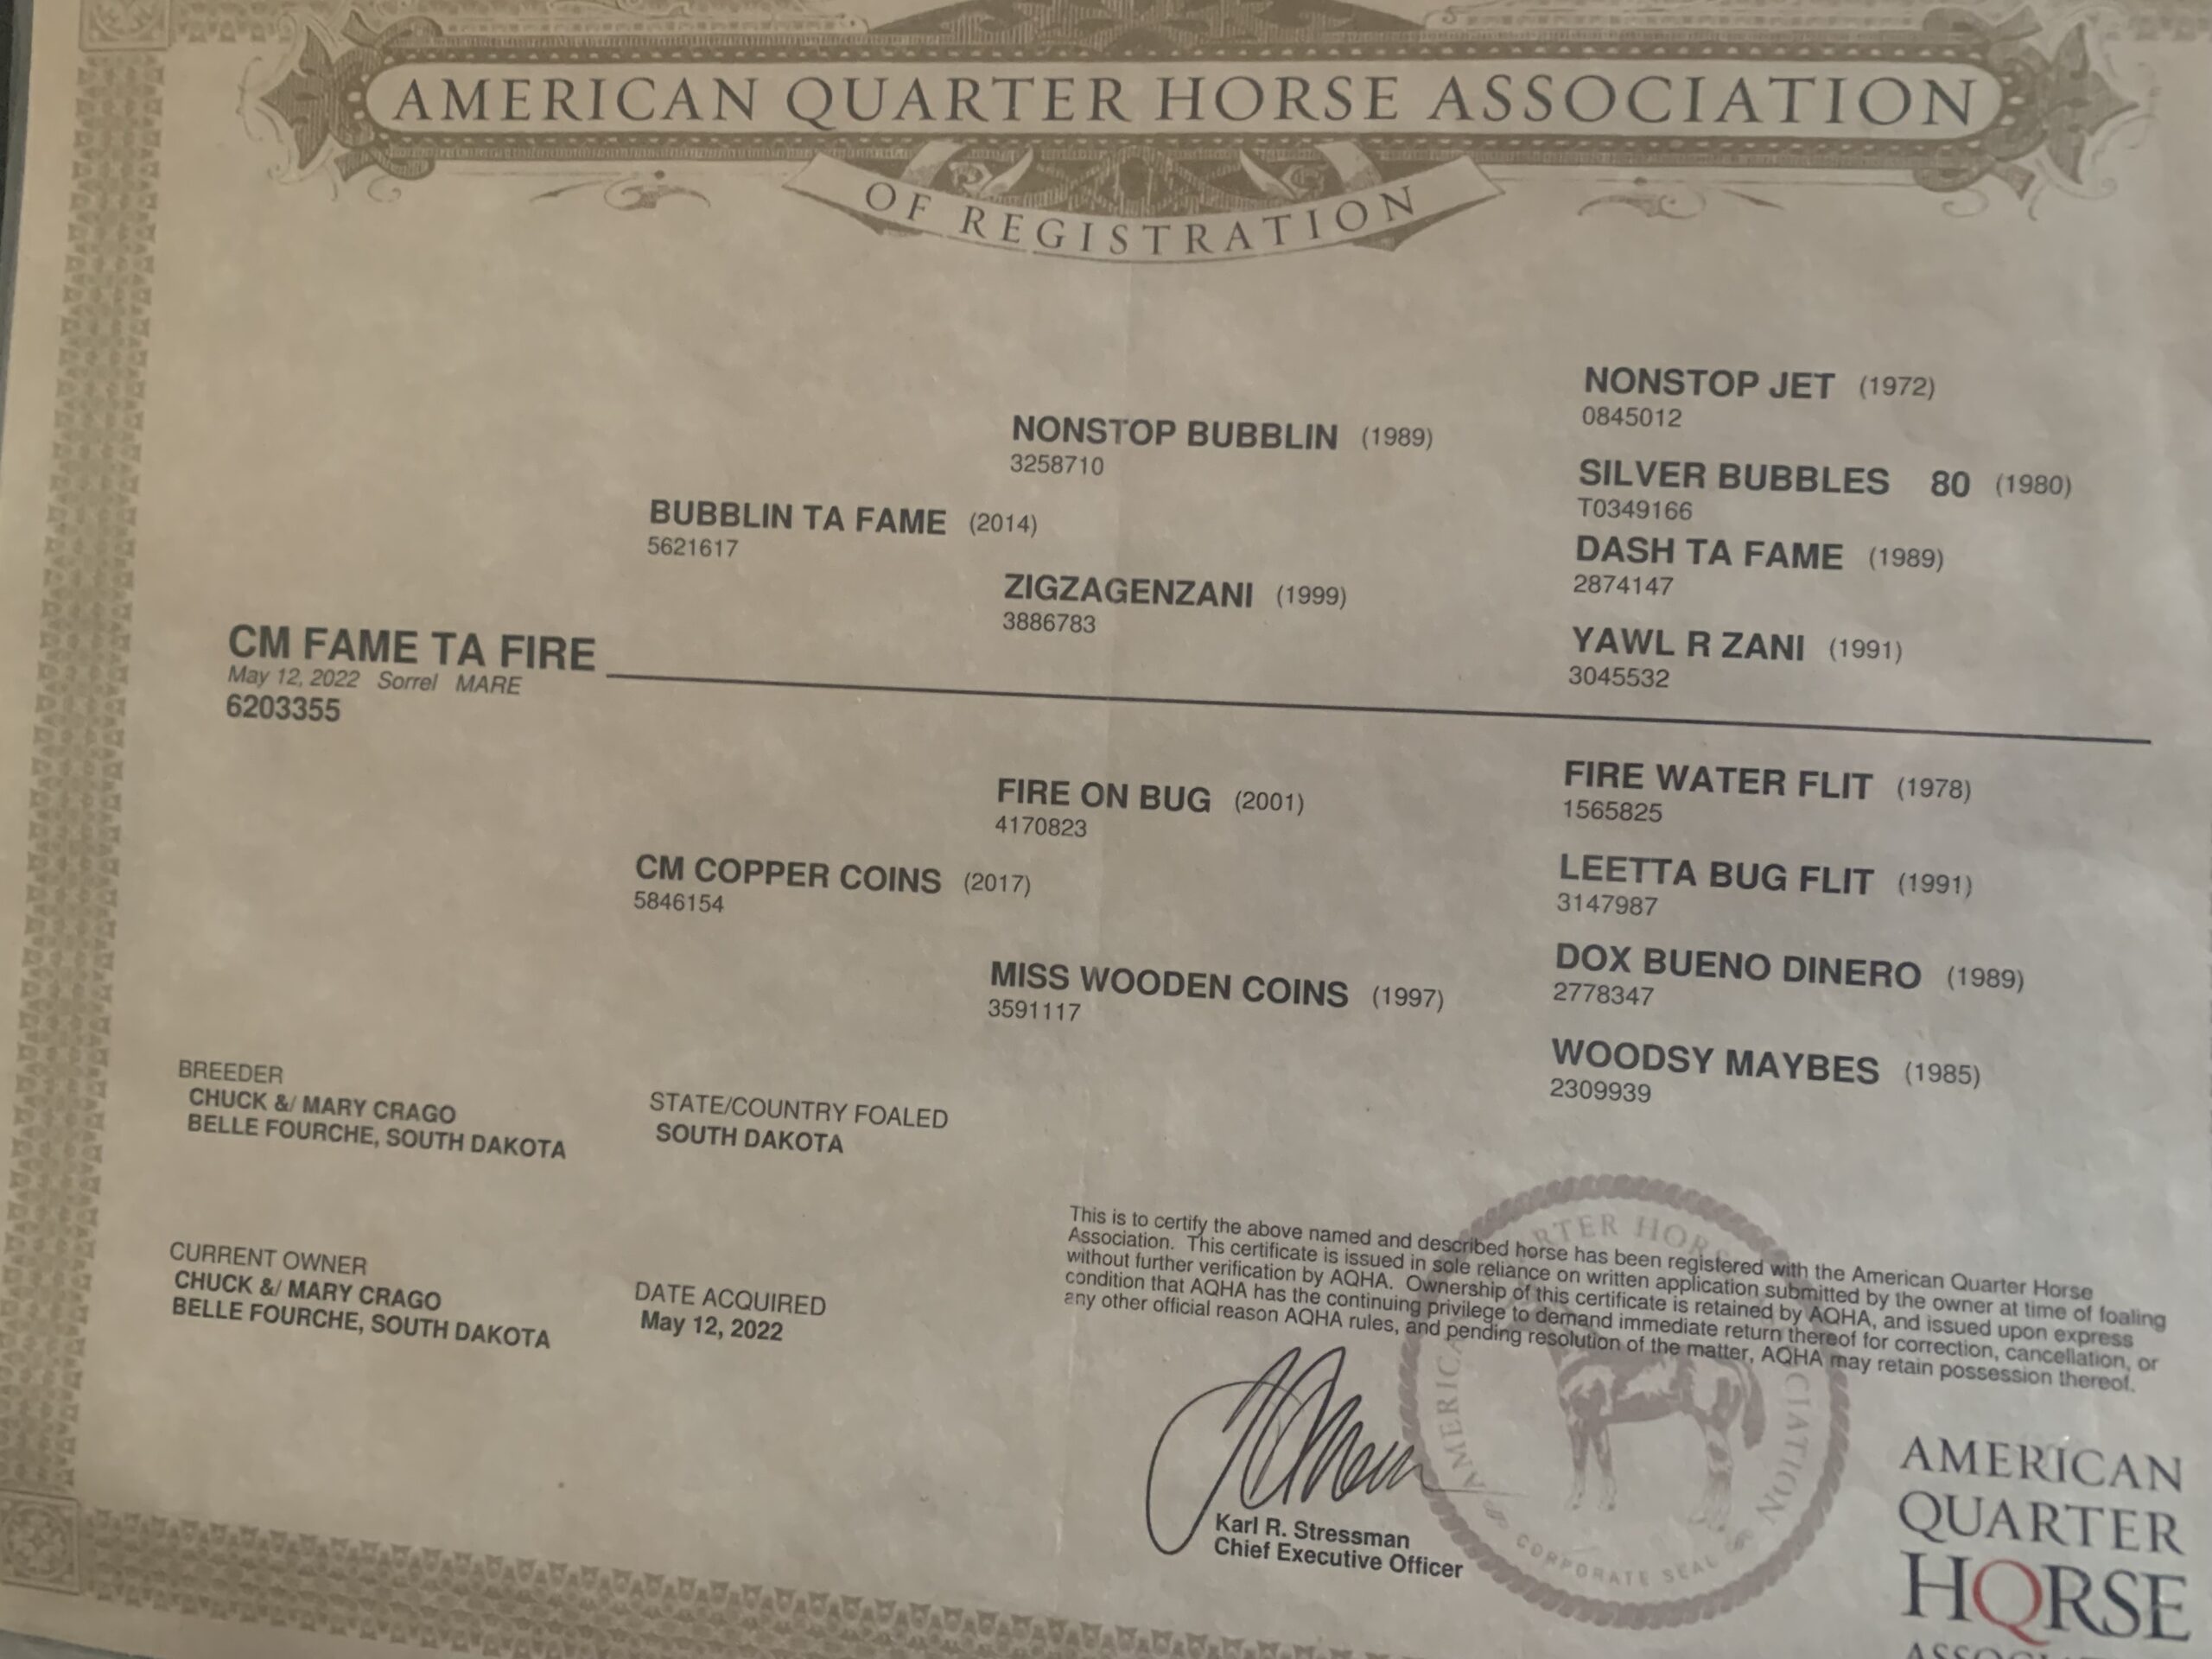 AMERICAN QUARTER HORSE ASSOCIATION
OF REGISTRATION
NONSTOP JET (1972)
0845012
NONSTOP BUBBLIN (1989)
3258710
SILVER BUBBLES 80 (1980)
T0349166
BUBBLIN TA FAME (2014)
5621617
DASH TA FAME (1989)
2874147
ZIGZAGENZANI (1999)
3886783
YAWL R ZANI (1991)
3045532
CM FAME TA FIRE
May 12, 2022 Sorrel MARE
6203355
FIRE WATER FLIT (1978)
1565825
FIRE ON BUG (2001)
4170823
LEETTA BUG FLIT (1991)
3147987
CM COPPER COINS (2017)
5846154
DOX BUENO DINERO (1989)
2778347
MISS WOODEN COINS (1997)
3591117
WOODSY MAYBES (1985)
2309939
BREEDER
CHUCK &/ MARY CRAGO
BELLE FOURCHE, SOUTH DAKOTA
STATE/COUNTRY FOALED
SOUTH DAKOTA
CURRENT OWNER
CHUCK &/ MARY CRAGO
BELLE FOURCHE, SOUTH DAKOTA
DATE ACQUIRED
May 12, 2022
This is to certify the above named and described horse has been registered with the American Quarter Horse
Association. This certificate is issued in sole reliance on written application submitted by the owner at time of foaling
without further verification by AQHA. Ownership of this certificate is retained by AQHA, and issued upon express
condition that AQHA has the continuing privilege to demand immediate return thereof for correction, cancellation, or
any other official reason AQHA rules, and pending resolution of the matter, AQHA may retain possession thereof.
Karl R. Stressman
Chief Executive Officer
CORPORATE SEAL
AMERICAN
QUARTER
HORSE